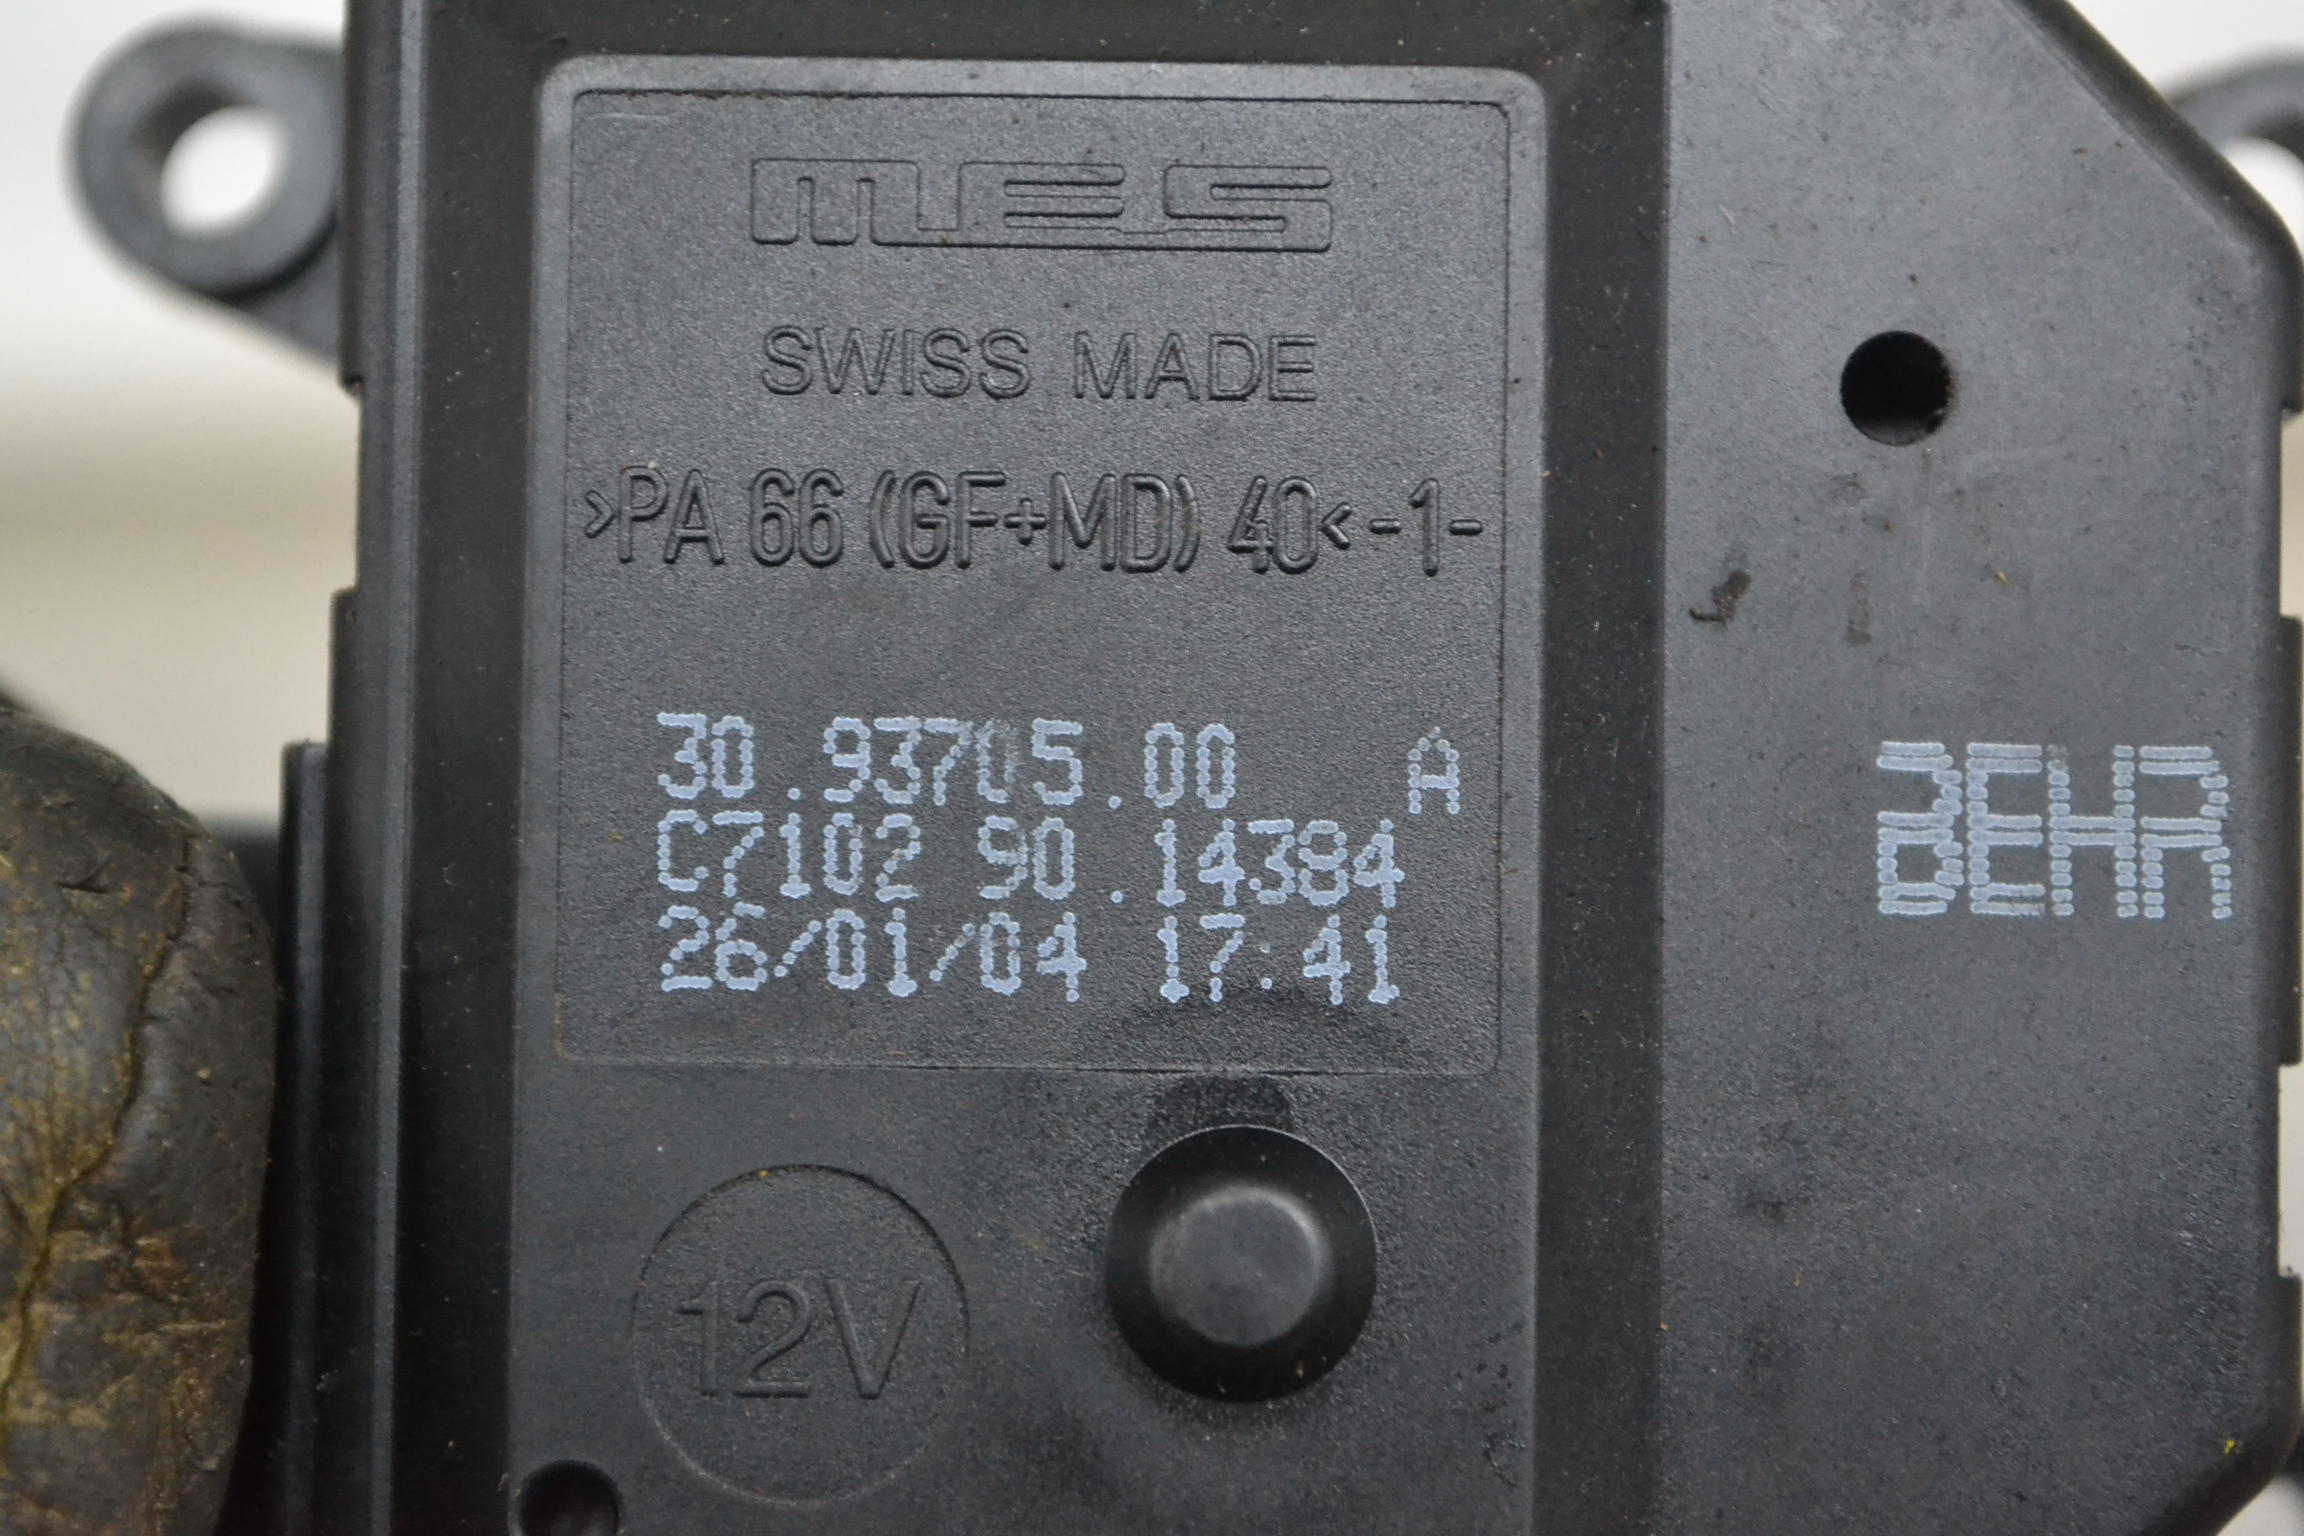 MES
SWISS MADE
>PA 66 (GF+MD) 40< -1-
30.93705.00 A
C7102 90.14384
26/01/04 17:41
BEHR
12V